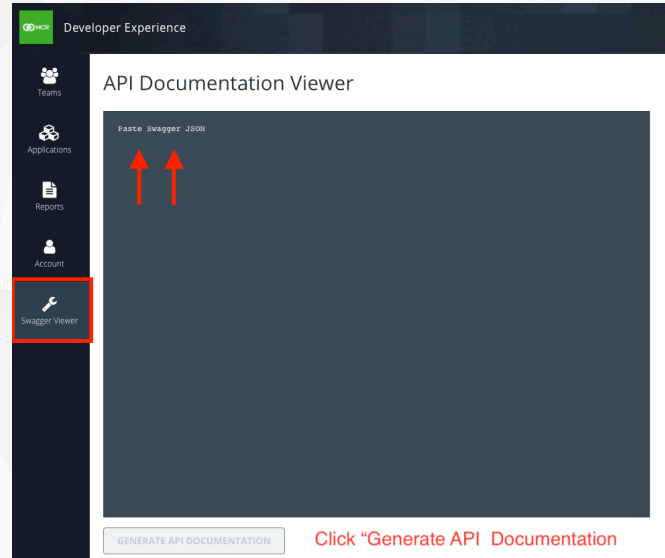 NCR Developer Experience
Teams
Applications
Reports
Account
Swagger Viewer
API Documentation Viewer
Paste Swagger JSON
GENERATE API DOCUMENTATION
Click “Generate API Documentation